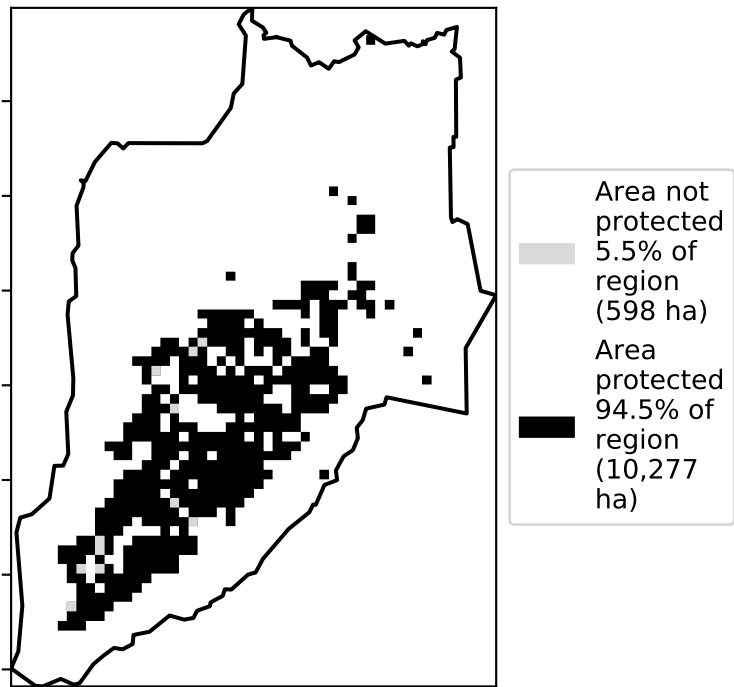 Area not
protected
5.5% of
region
(598 ha)
Area
protected
94.5% of
region
(10,277
ha)